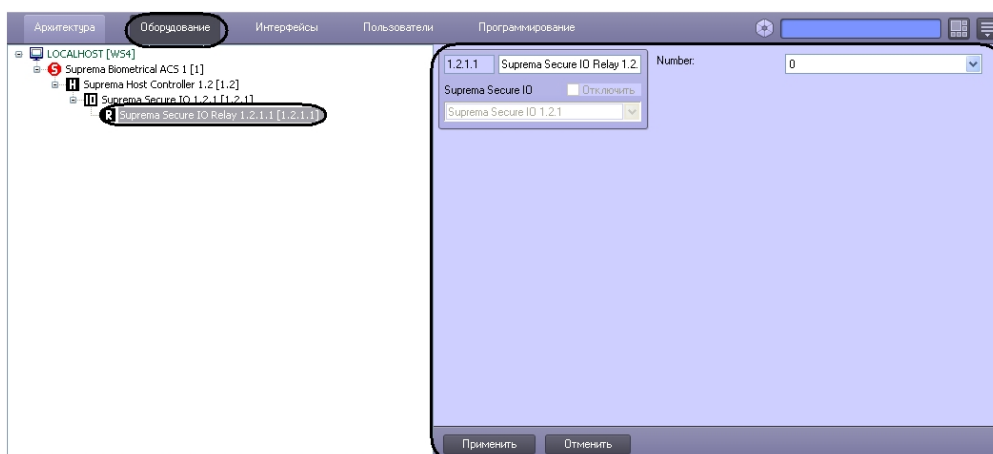 Архитектура Оборудование Интерфейсы Пользователи Программирование
LOCALHOST [WS4]
Suprema Biometrical ACS 1 [1]
Suprema Host Controller 1.2 [1.2]
Suprema Secure IO 1.2.1 [1.2.1]
Suprema Secure IO Relay 1.2.1.1 [1.2.1.1]
1.2.1.1 Suprema Secure IO Relay 1.2. Number: 0
Suprema Secure IO Отключить
Suprema Secure IO 1.2.1
Применить Отменить